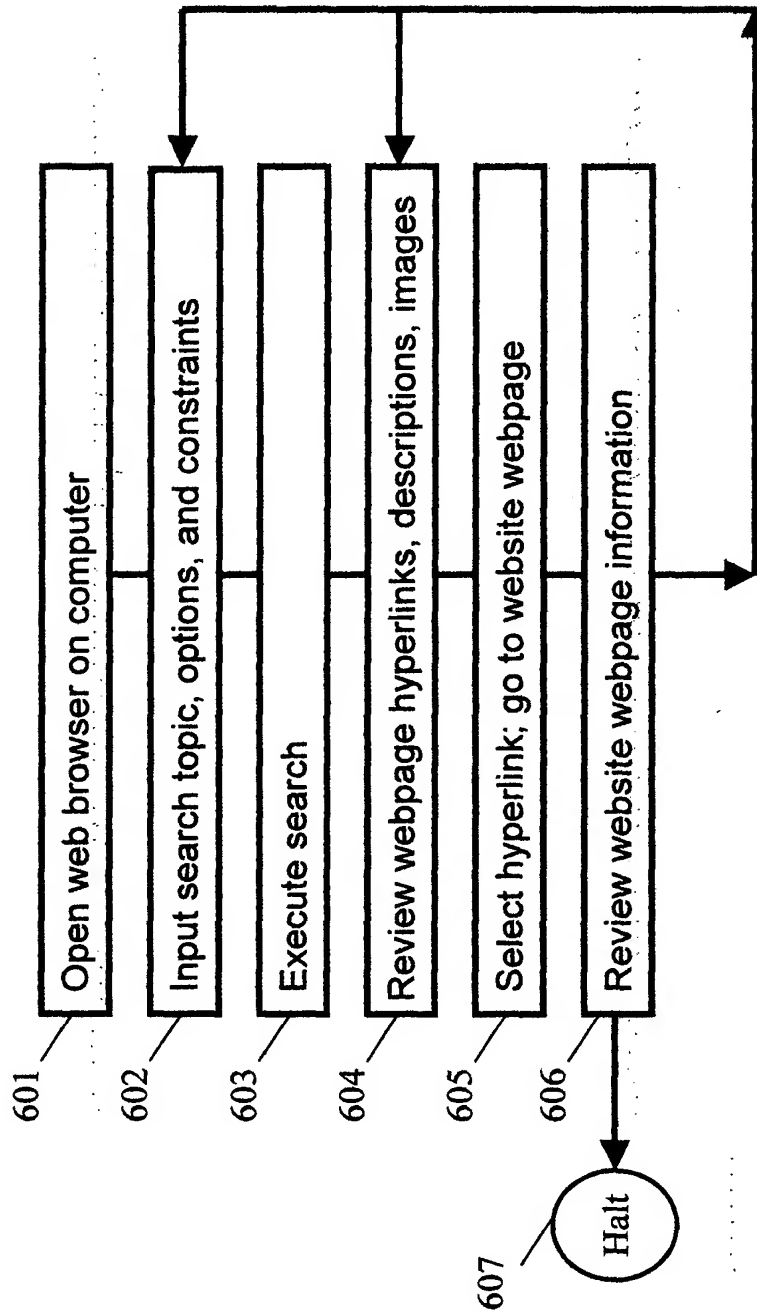 601
Open web browser on computer
602
Input search topic, options, and constraints
603
Execute search
604
Review webpage hyperlinks, descriptions, images
605
Select hyperlink; go to website webpage
606
Review website webpage information
607
Halt